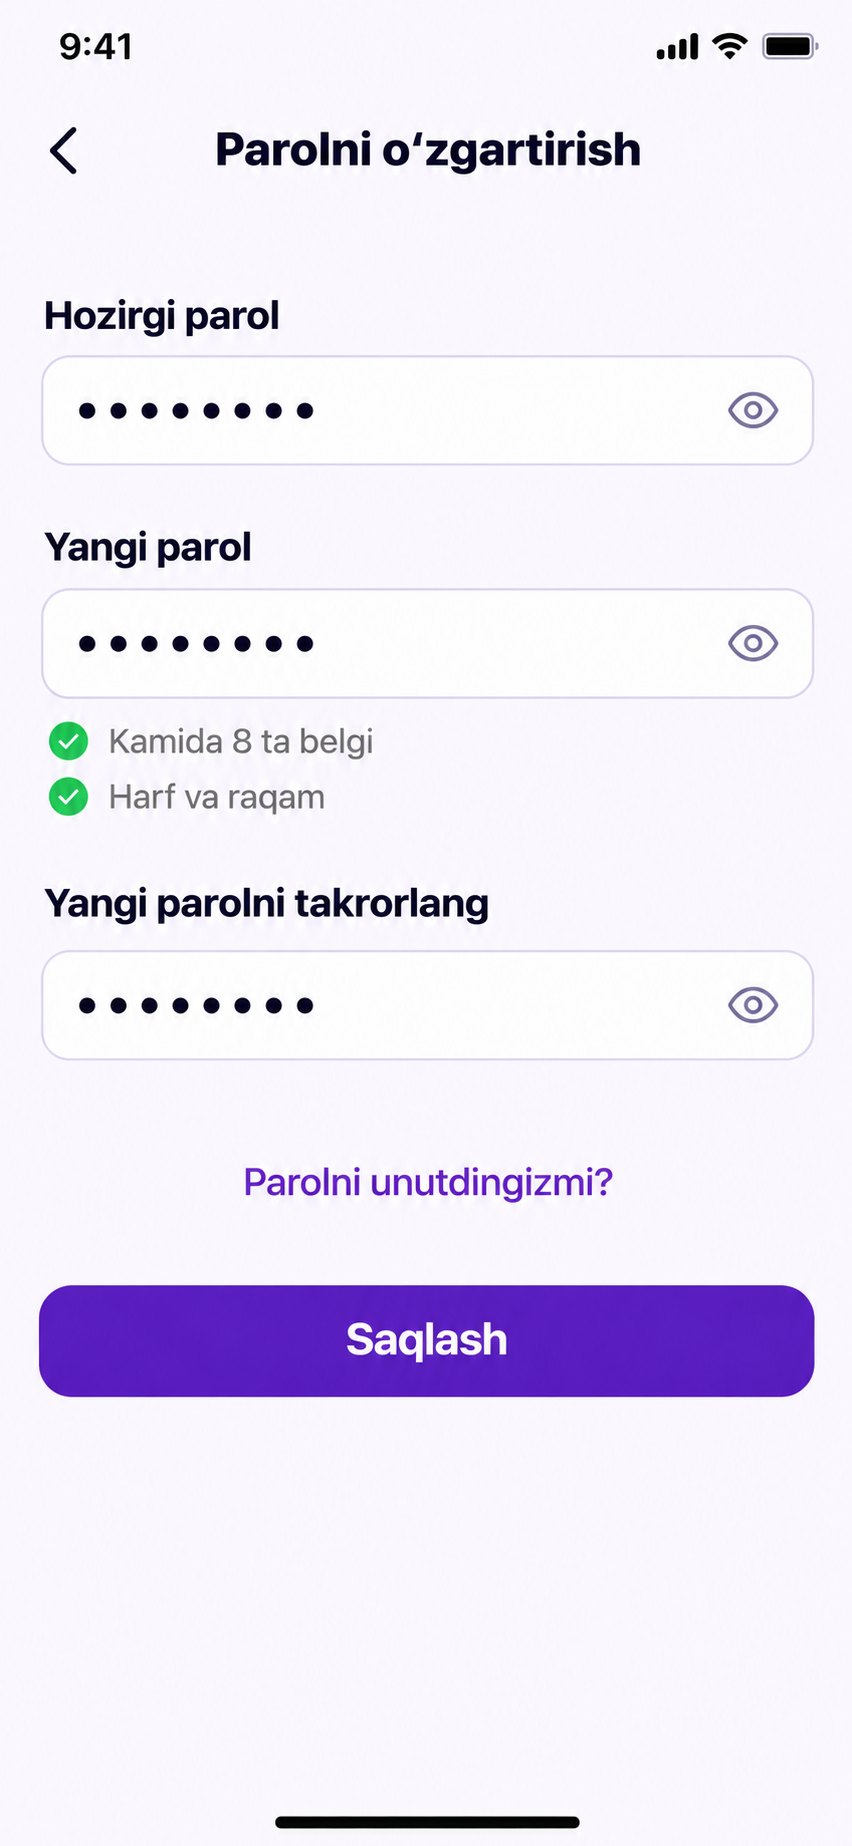 9:41
Parolni o‘zgartirish
Hozirgi parol
••••••••
Yangi parol
••••••••
Kamida 8 ta belgi
Harf va raqam
Yangi parolni takrorlang
••••••••
Parolni unutdingizmi?
Saqlash